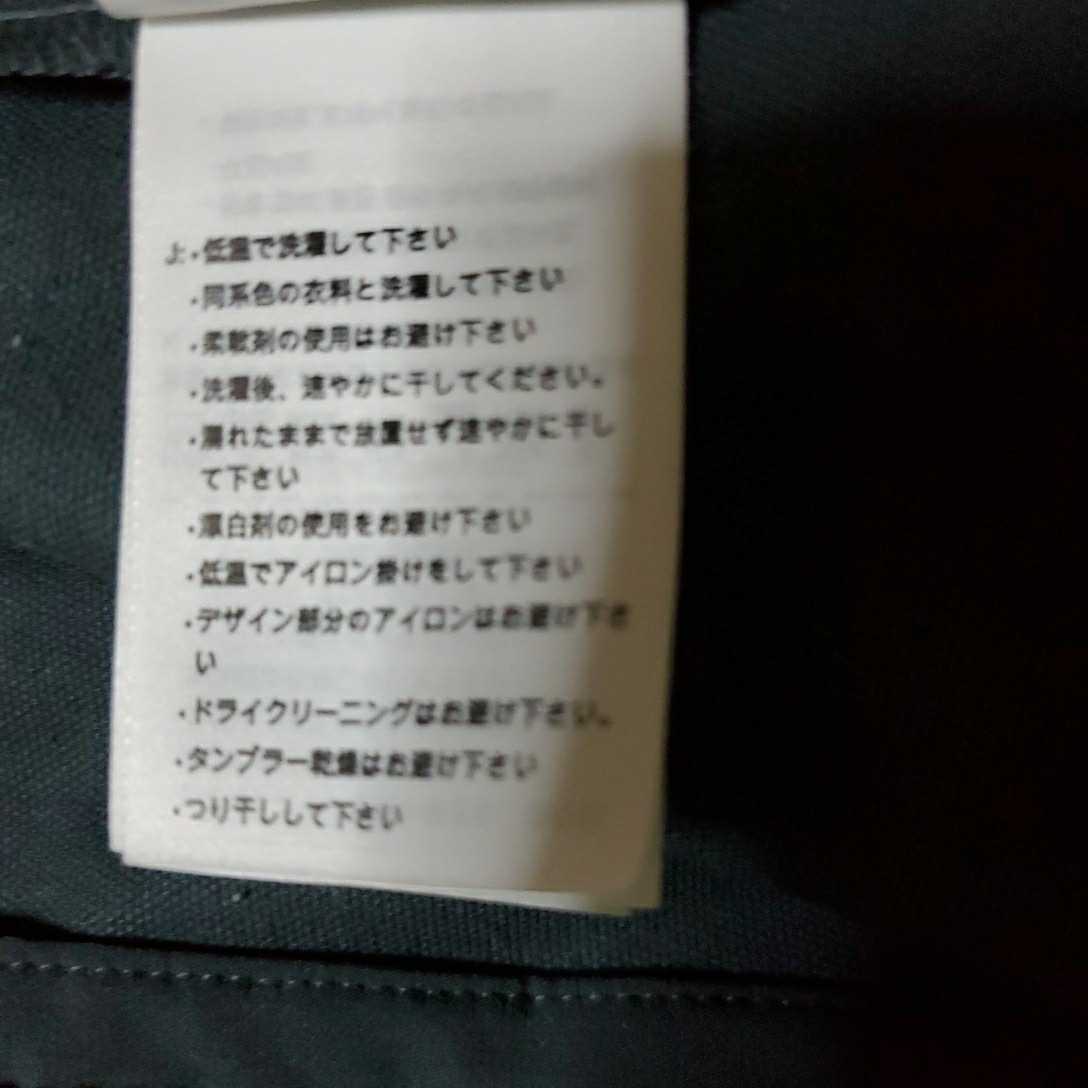 上・低温で洗濯して下さい
・同系色の衣料と洗濯して下さい
・柔軟剤の使用はお避け下さい
・洗濯後、速やかに干してください。
・濡れたままで放置せず速やかに干し
て下さい
・漂白剤の使用をお避け下さい
・低温でアイロン掛けをして下さい
・デザイン部分のアイロンはお避け下さ
い
・ドライクリーニングはお避け下さい。
・タンブラー乾燥はお避け下さい
・つり干しして下さい